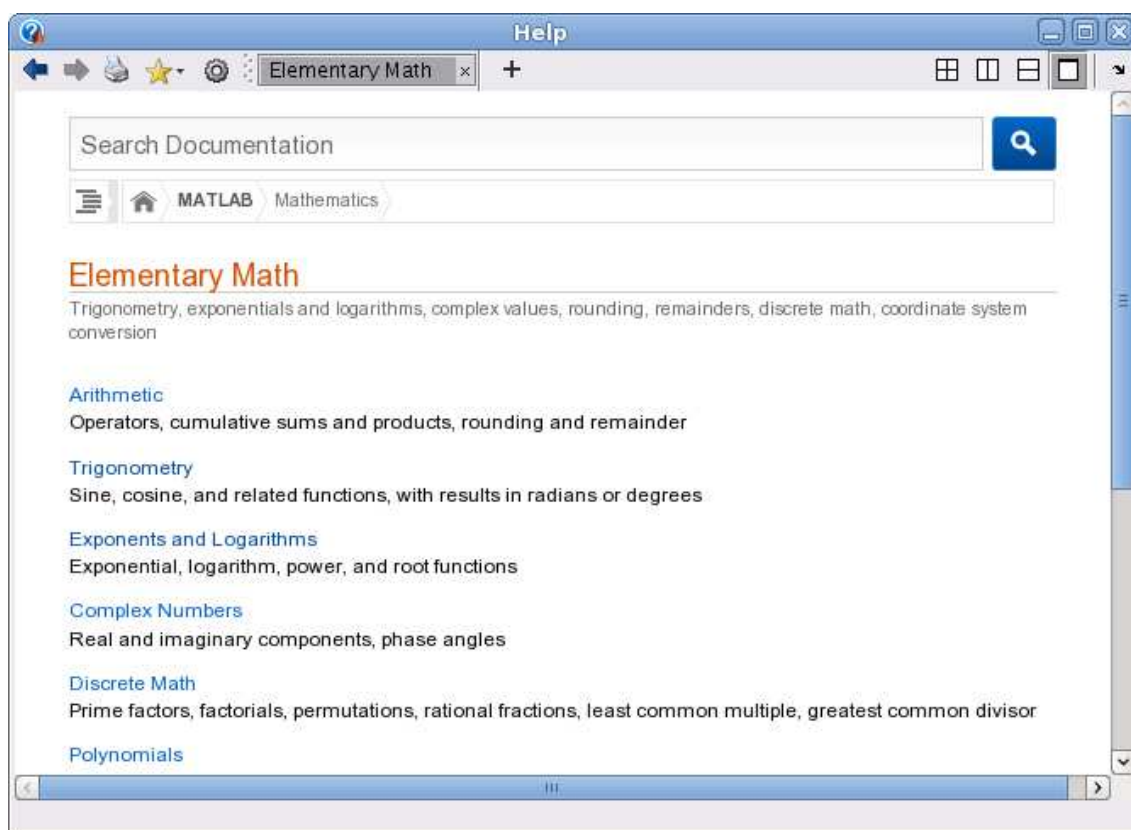 Help
Elementary Math
Search Documentation
MATLAB Mathematics
Elementary Math
Trigonometry, exponentials and logarithms, complex values, rounding, remainders, discrete math, coordinate system
conversion
Arithmetic
Operators, cumulative sums and products, rounding and remainder
Trigonometry
Sine, cosine, and related functions, with results in radians or degrees
Exponents and Logarithms
Exponential, logarithm, power, and root functions
Complex Numbers
Real and imaginary components, phase angles
Discrete Math
Prime factors, factorials, permutations, rational fractions, least common multiple, greatest common divisor
Polynomials